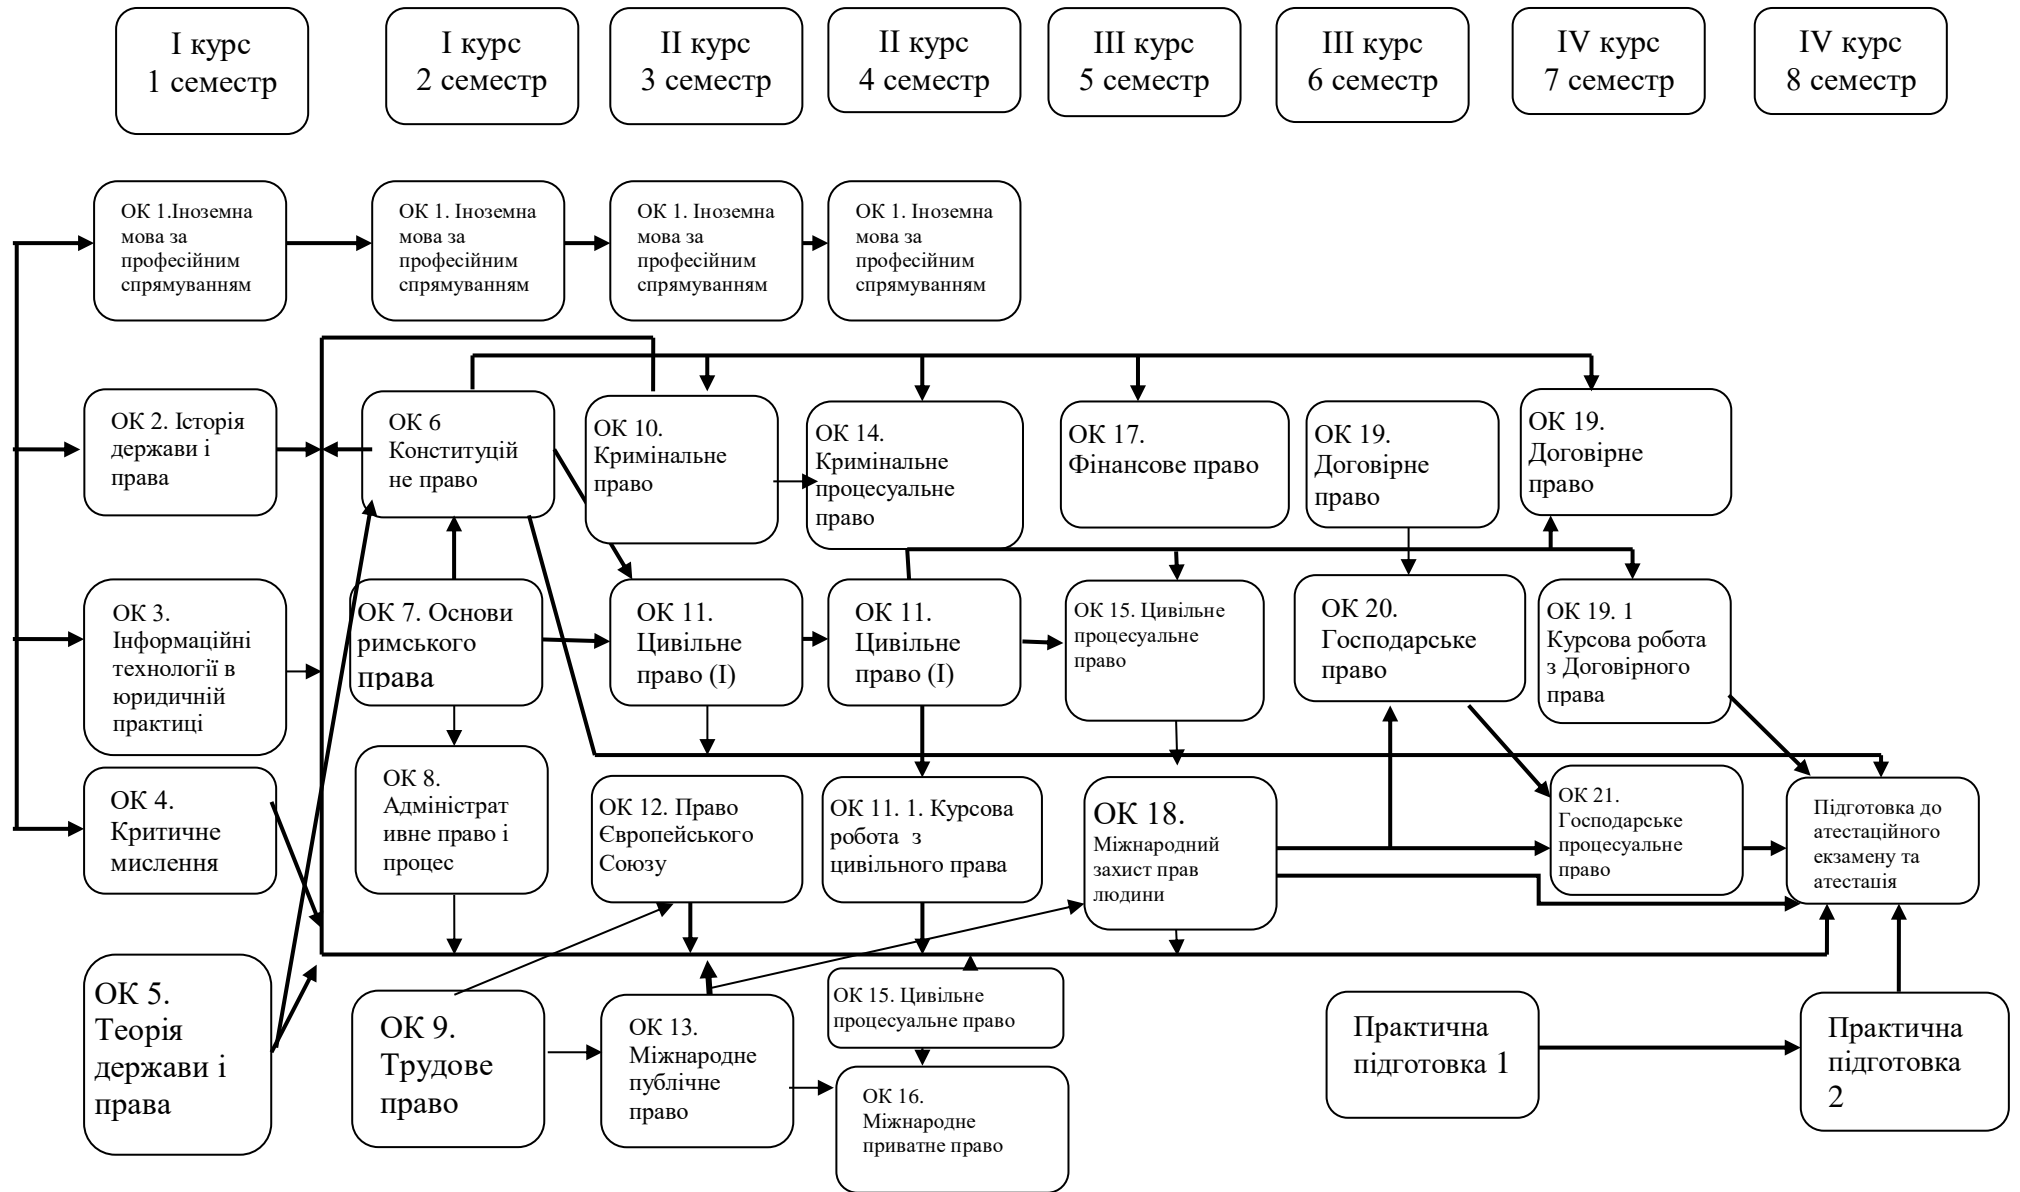 І курс
1 семестр
І курс
2 семестр
ІІ курс
3 семестр
ІІ курс
4 семестр
ІІІ курс
5 семестр
ІІІ курс
6 семестр
ІV курс
7 семестр
ІV курс
8 семестр
ОК 1.Іноземна
мова за
професійним
спрямуванням
ОК 1. Іноземна
мова за
професійним
спрямуванням
ОК 1. Іноземна
мова за
професійним
спрямуванням
ОК 1. Іноземна
мова за
професійним
спрямуванням
ОК 2. Історія
держави і
права
ОК 6
Конституцій
не право
ОК 10.
Кримінальне
право
ОК 14.
Кримінальне
процесуальне
право
ОК 17.
Фінансове право
ОК 19.
Договірне
право
ОК 19.
Договірне
право
ОК 3.
Інформаційні
технології в
юридичній
практиці
ОК 7. Основи
римського
права
ОК 11.
Цивільне
право (І)
ОК 11.
Цивільне
право (І)
ОК 15. Цивільне
процесуальне
право
ОК 20.
Господарське
право
ОК 19. 1
Курсова робота
з Договірного
права
ОК 4.
Критичне
мислення
ОК 8.
Адміністрат
ивне право і
процес
ОК 12. Право
Європейського
Союзу
ОК 11. 1. Курсова
робота з
цивільного права
ОК 18.
Міжнародний
захист прав
людини
ОК 21.
Господарське
процесуальне
право
Підготовка до
атестаційного
екзамену та
атестація
ОК 5.
Теорія
держави і
права
ОК 9.
Трудове
право
ОК 13.
Міжнародне
публічне
право
ОК 15. Цивільне
процесуальне право
ОК 16.
Міжнародне
приватне право
Практична
підготовка 1
Практична
підготовка
2